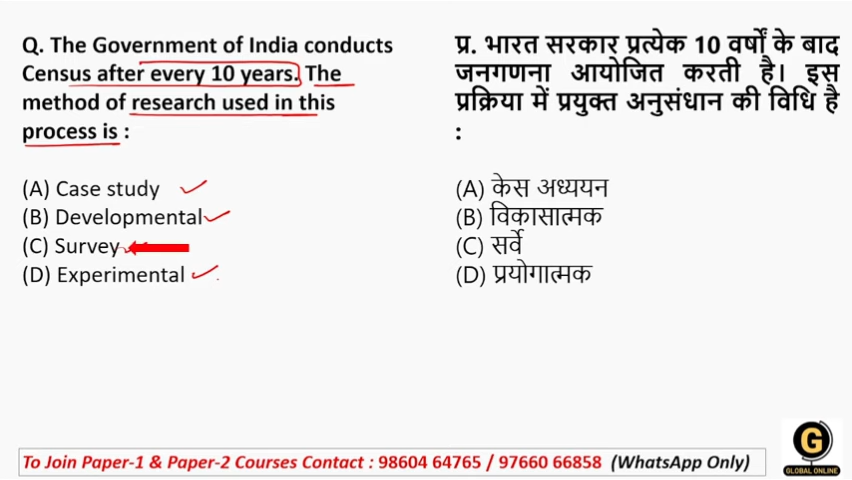 Q. The Government of India conducts
Census after every 10 years. The
method of research used in this
process is :
(A) Case study
(B) Developmental
(C) Survey
(D) Experimental
प्र. भारत सरकार प्रत्येक 10 वर्षों के बाद
जनगणना आयोजित करती है। इस
प्रक्रिया में प्रयुक्त अनुसंधान की विधि है
:
(A) केस अध्ययन
(B) विकासात्मक
(C) सर्वे
(D) प्रयोगात्मक
G
GLOBAL ONLINE
To Join Paper-1 & Paper-2 Courses Contact : 98604 64765 / 97660 66858 (WhatsApp Only)